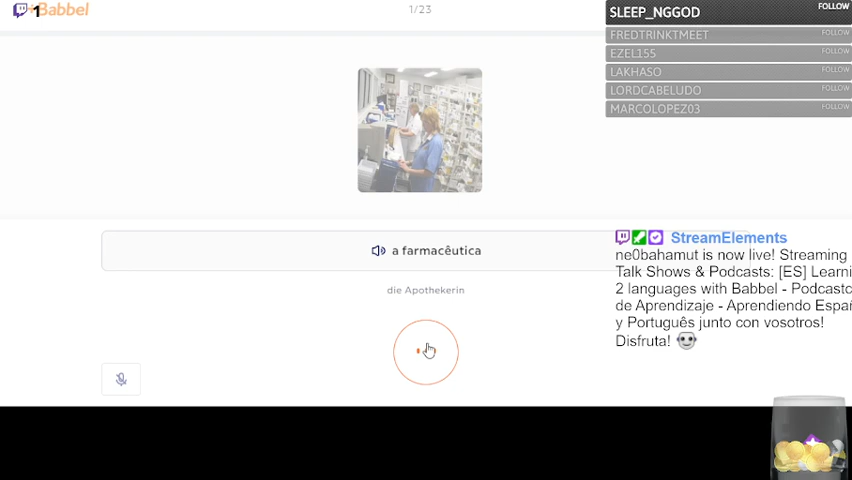 1
+Babbel
1/23
SLEEP_NGGOD
FOLLOW
FREDTRINKTMEET
FOLLOW
EZEL155
FOLLOW
LAKHASO
FOLLOW
LORDCABELUDO
FOLLOW
MARCOLOPEZ03
FOLLOW
a farmacêutica
die Apothekerin
StreamElements
ne0bahamut is now live! Streaming
Talk Shows & Podcasts: [ES] Learni
2 languages with Babbel - Podcasto
de Aprendizaje - Aprendiendo Espa
y Português junto con vosotros!
Disfruta!